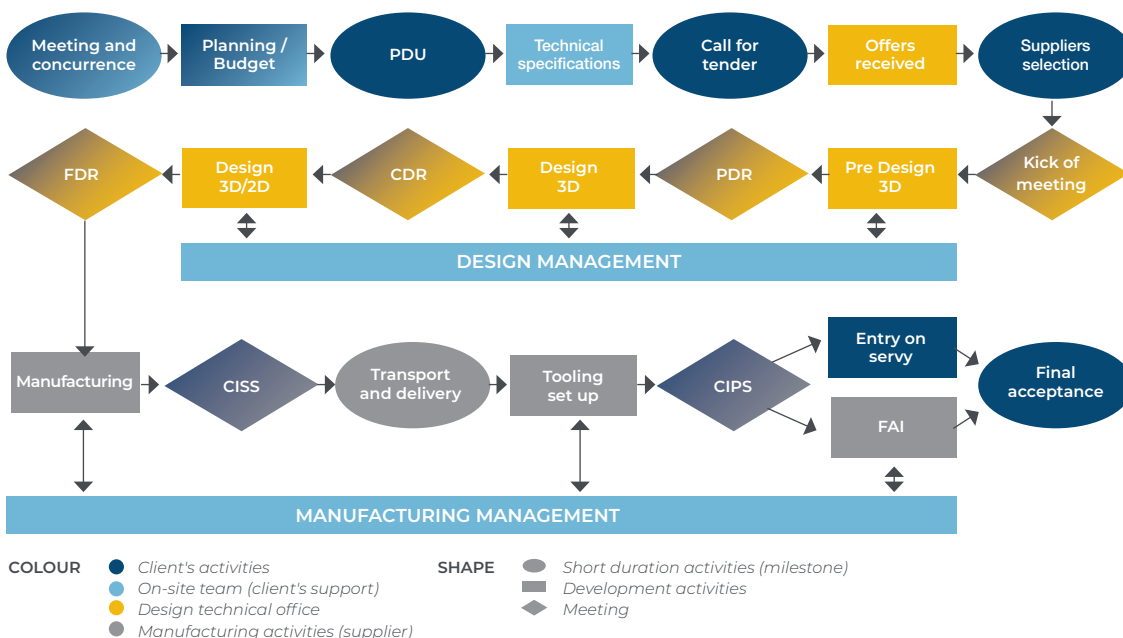 Meeting and
concurrence
Planning /
Budget
PDU
Technical
specifications
Call for
tender
Offers
received
Suppliers
selection
FDR
Design
3D/2D
CDR
Design
3D
PDR
Pre Design
3D
Kick of
meeting
DESIGN MANAGEMENT
Manufacturing
CISS
Transport
and delivery
Tooling
set up
CIPS
Entry on
servy
FAI
Final
acceptance
MANUFACTURING MANAGEMENT
COLOUR
Client's activities
On-site team (client's support)
Design technical office
Manufacturing activities (supplier)
SHAPE
Short duration activities (milestone)
Development activities
Meeting